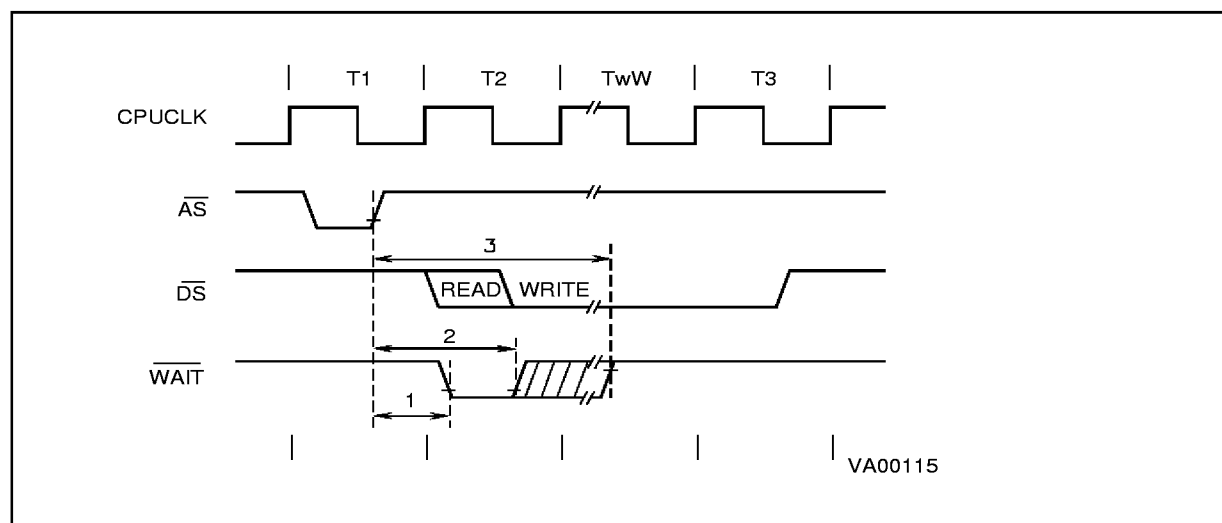 T1 T2 TwW T3
CPUCLK
AS
3
DS READ WRITE
2
WAIT
1
VA00115